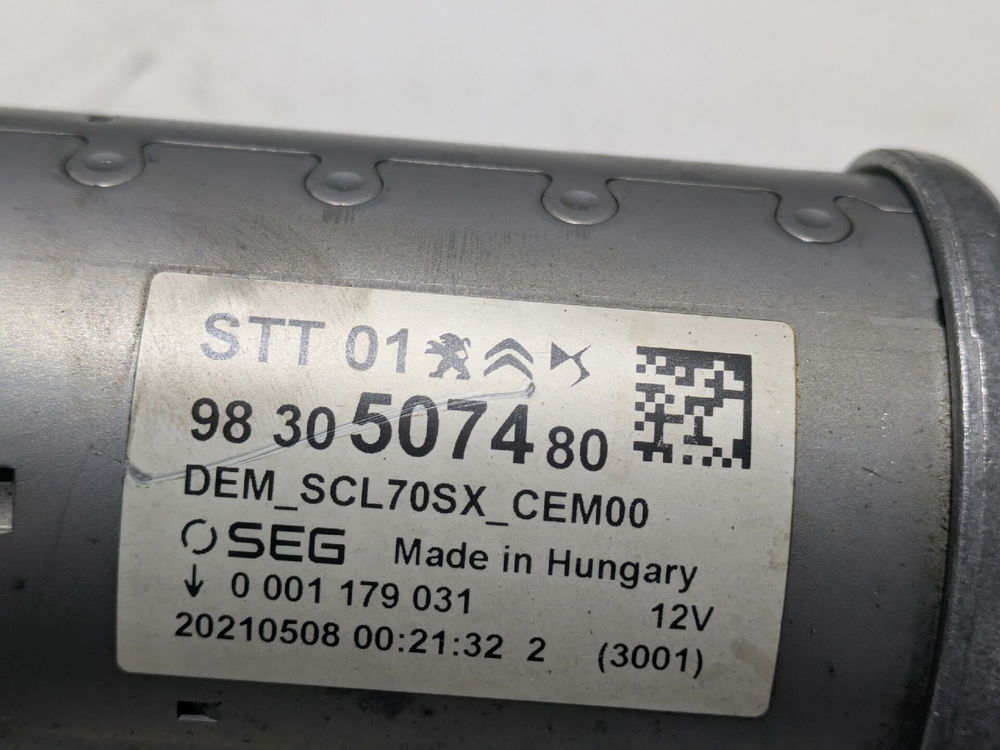 STT 01
98 30 5074 80
DEM_SCL70SX_CEM00
SEG Made in Hungary
↓ 0 001 179 031 12V
20210508 00:21:32 2 (3001)